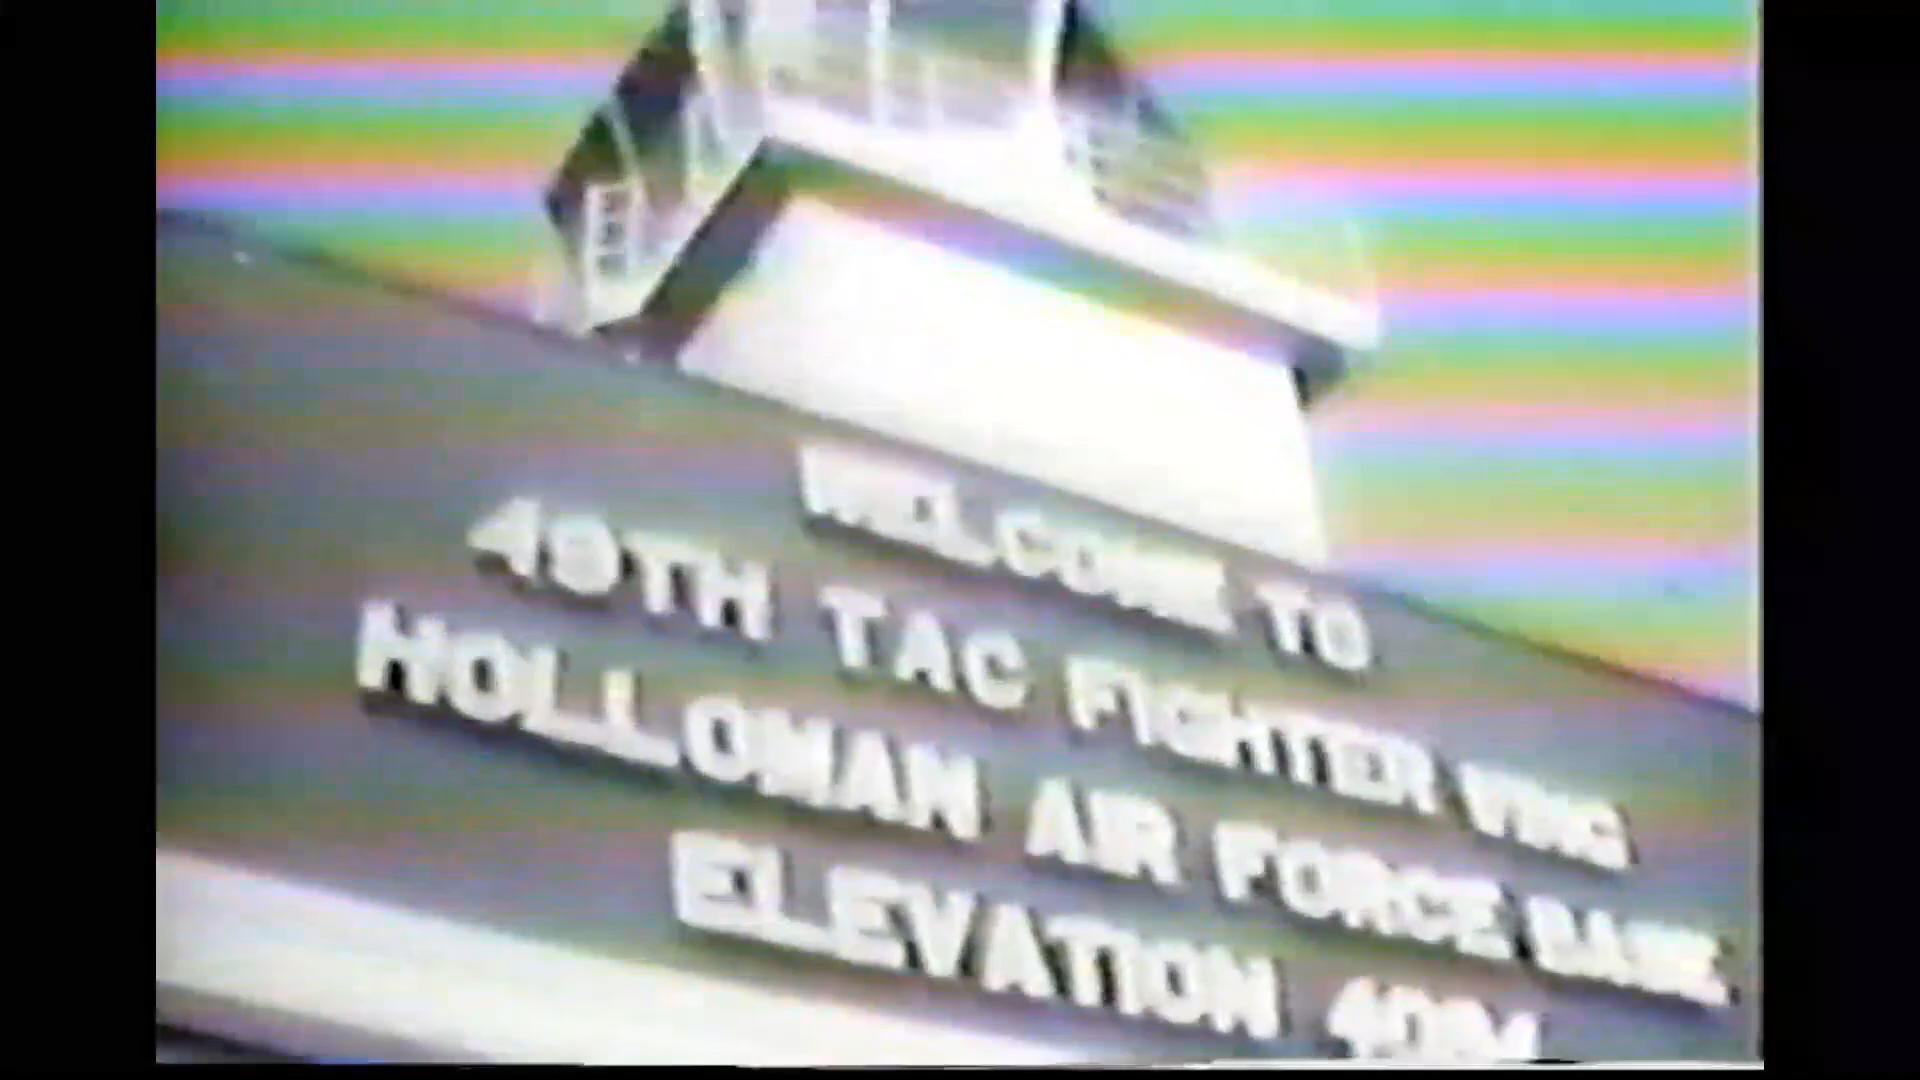 WELCOME TO
49TH TAC FIGHTER WING
HOLLOMAN AIR FORCE BASE
ELEVATION